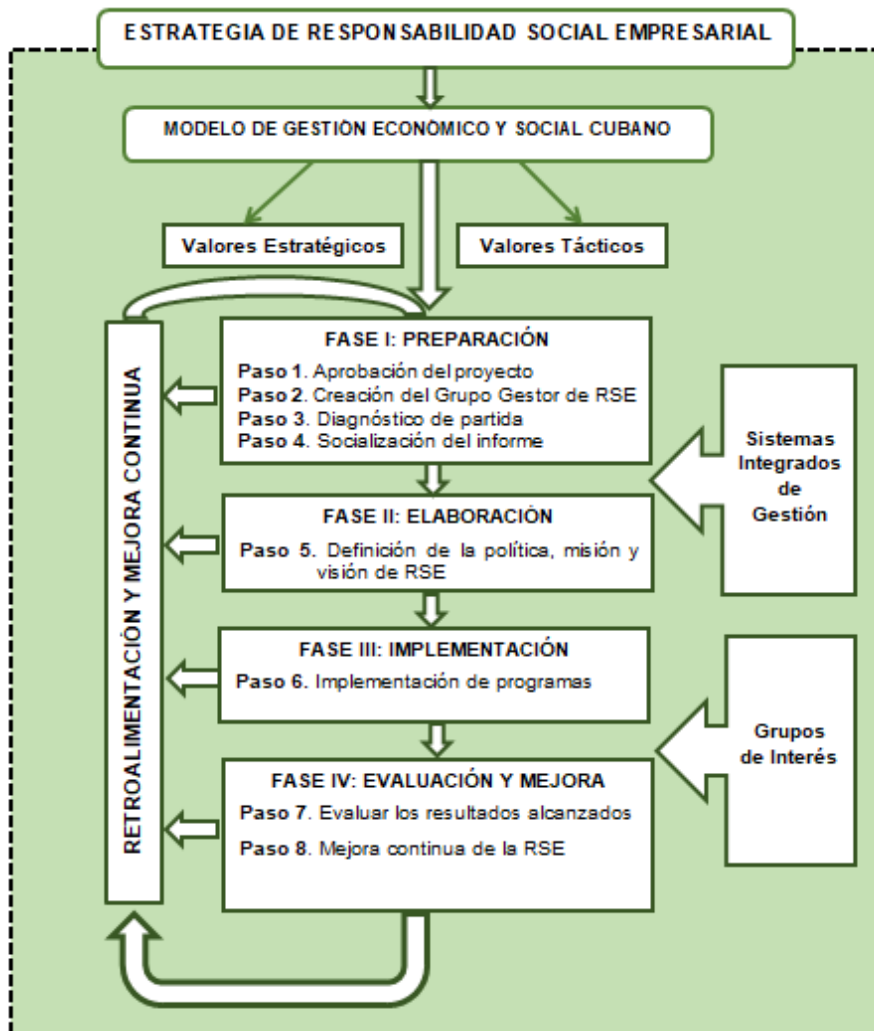 ESTRATEGIA DE RESPONSABILIDAD SOCIAL EMPRESARIAL
MODELO DE GESTIÓN ECONÓMICO Y SOCIAL CUBANO
Valores Estratégicos
Valores Tácticos
RETROALIMENTACIÓN Y MEJORA CONTINUA
FASE I: PREPARACIÓN
Paso 1. Aprobación del proyecto
Paso 2. Creación del Grupo Gestor de RSE
Paso 3. Diagnóstico de partida
Paso 4. Socialización del informe
FASE II: ELABORACIÓN
Paso 5. Definición de la política, misión y
visión de RSE
FASE III: IMPLEMENTACIÓN
Paso 6. Implementación de programas
FASE IV: EVALUACIÓN Y MEJORA
Paso 7. Evaluar los resultados alcanzados
Paso 8. Mejora continua de la RSE
Sistemas
Integrados
de
Gestión
Grupos
de Interés